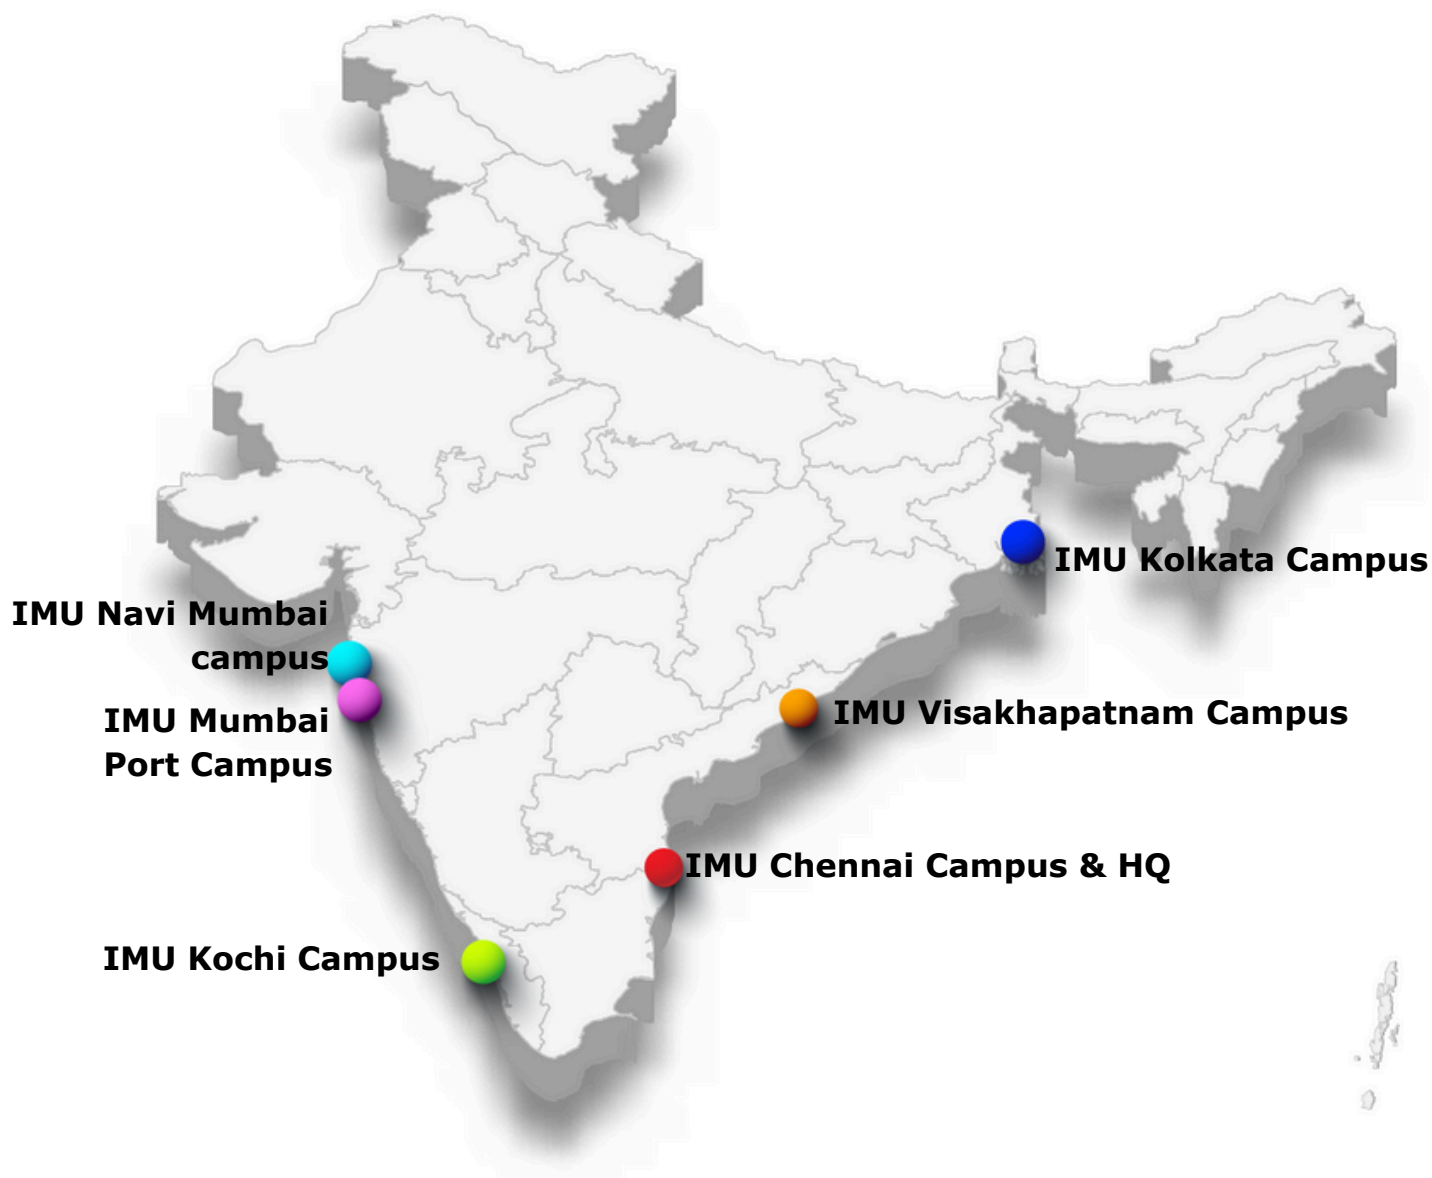 IMU Kolkata Campus
IMU Navi Mumbai
campus
IMU Mumbai
Port Campus
IMU Visakhapatnam Campus
IMU Chennai Campus & HQ
IMU Kochi Campus